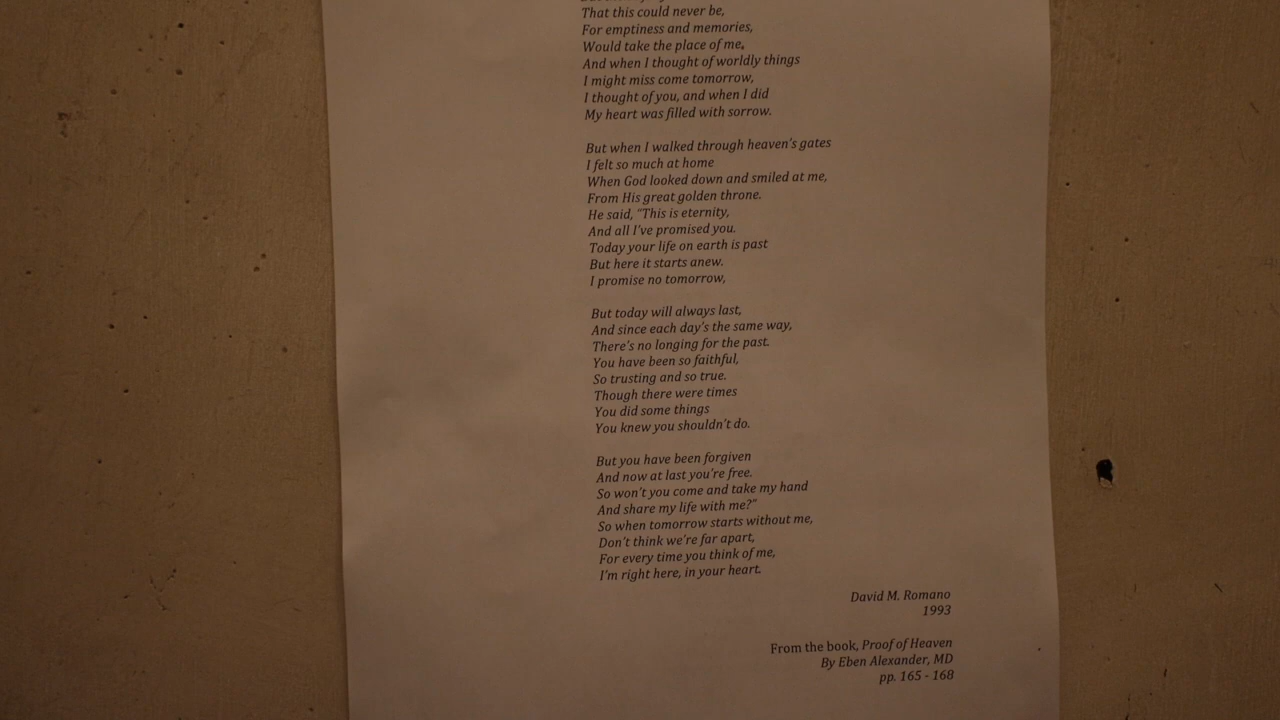 That this could never be,
For emptiness and memories,
Would take the place of me,
And when I thought of worldly things
I might miss come tomorrow,
I thought of you, and when I did
My heart was filled with sorrow.
But when I walked through heaven's gates
I felt so much at home
When God looked down and smiled at me,
From His great golden throne.
He said, "This is eternity,
And all I've promised you.
Today your life on earth is past
But here it starts anew.
I promise no tomorrow,
But today will always last,
And since each day's the same way,
There's no longing for the past.
You have been so faithful,
So trusting and so true.
Though there were times
You did some things
You knew you shouldn't do.
But you have been forgiven
And now at last you're free.
So won't you come and take my hand
And share my life with me?"
So when tomorrow starts without me,
Don't think we're far apart,
For every time you think of me,
I'm right here, in your heart.
David M. Romano
1993
From the book, Proof of Heaven
By Eben Alexander, MD
pp. 165 - 168